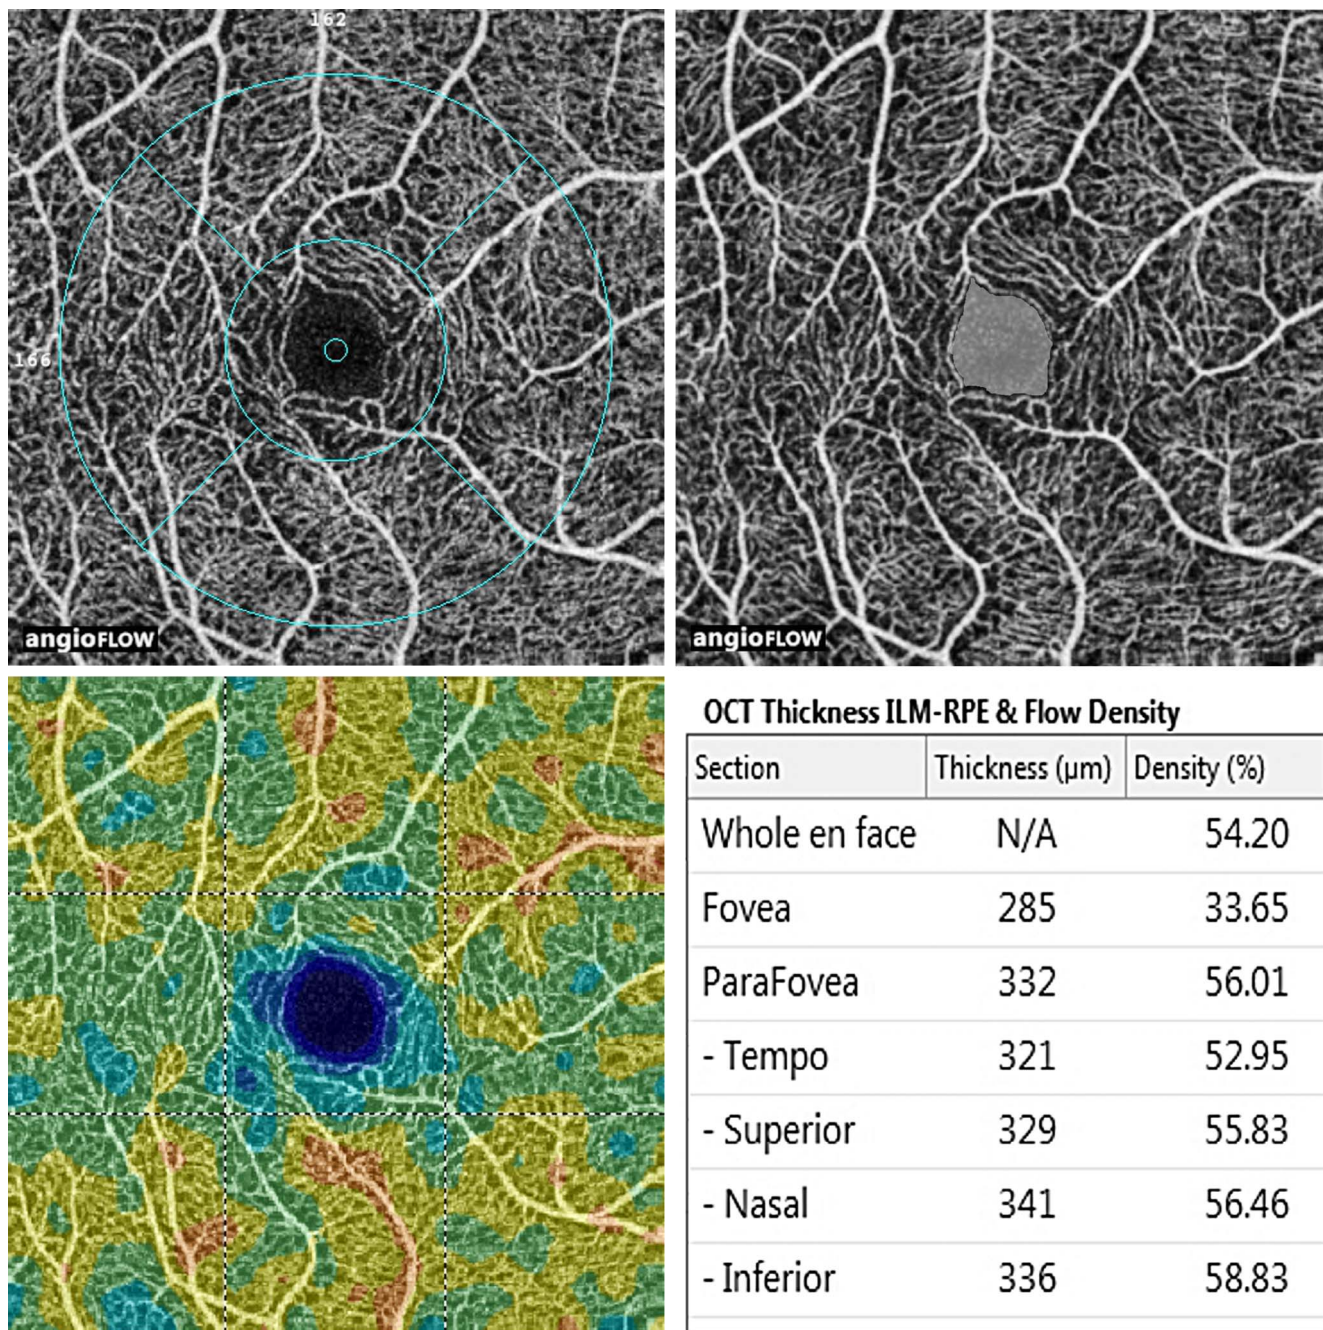 162
166
angioFLOW
angioFLOW
OCT Thickness ILM-RPE & Flow Density
Section Thickness (µm) Density (%)
Whole en face N/A 54.20
Fovea 285 33.65
ParaFovea 332 56.01
- Tempo 321 52.95
- Superior 329 55.83
- Nasal 341 56.46
- Inferior 336 58.83